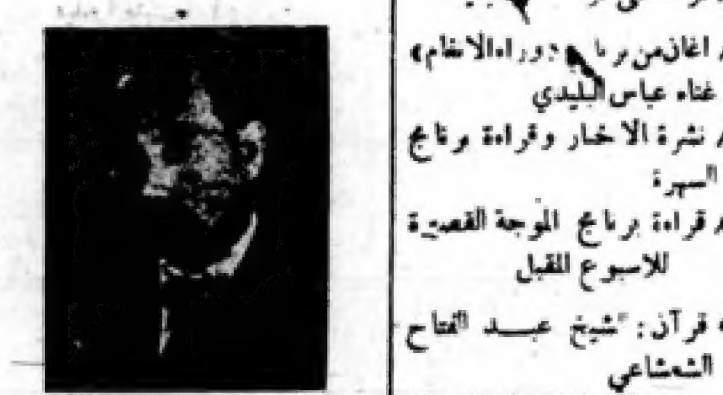 اغان من برنا دوراء الانغام»
غناء عباس البليدي
نشرة الاخبار وقراءة برنامج
السهرة
قراءة برنامج الموجة القصيرة
للاسبوع المقبل
قرآن: الشيخ عبد الفتاح
الشعشاعي